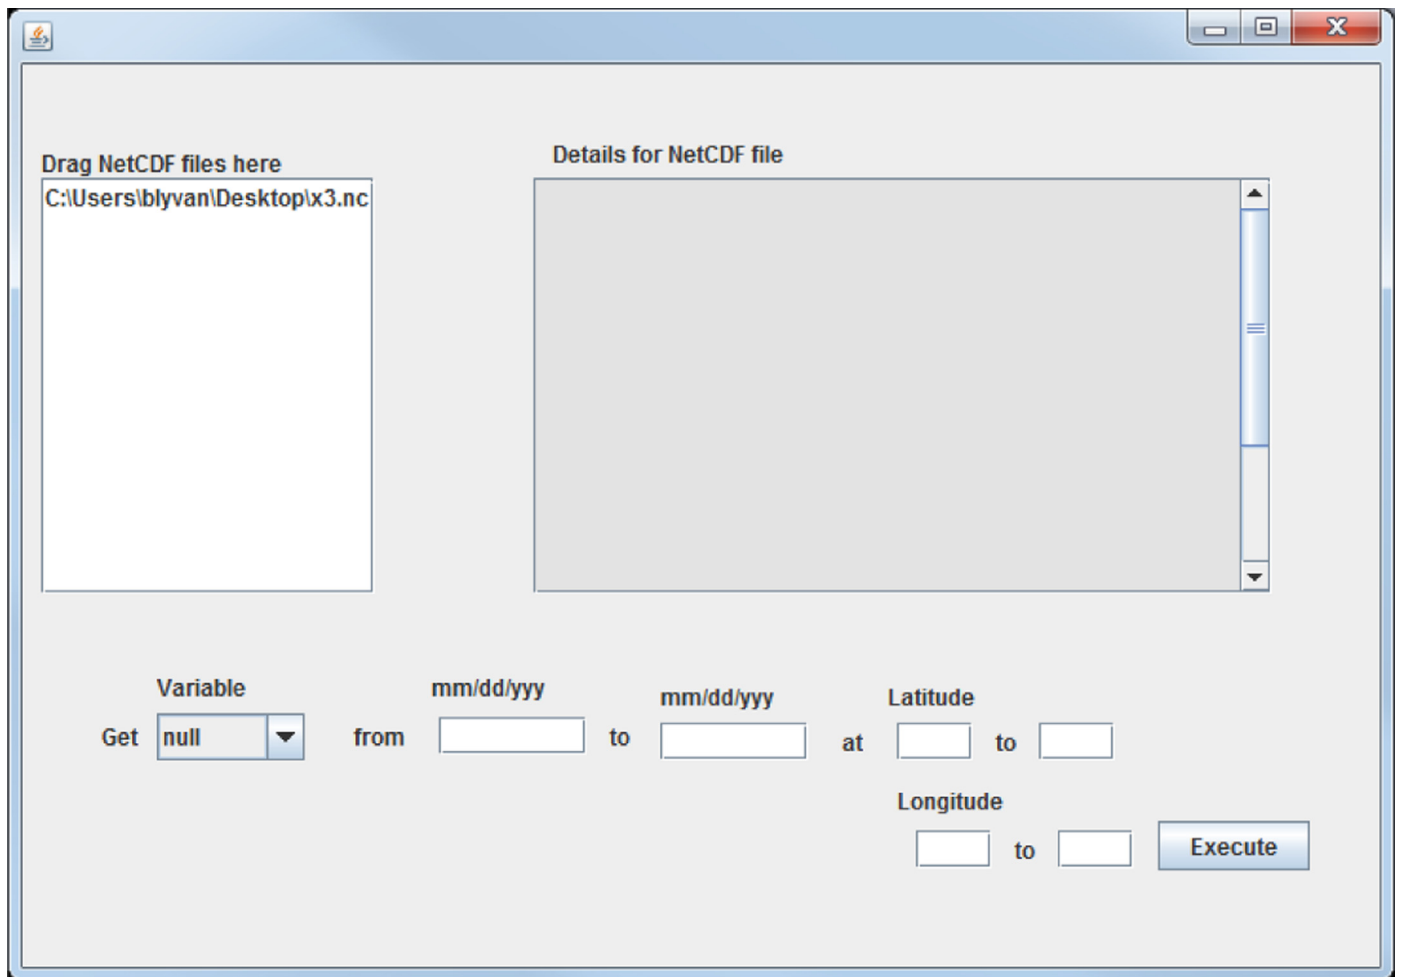 Drag NetCDF files here
Details for NetCDF file
C:\Users\blyvan\Desktop\x3.nc
Variable
mm/dd/yyy
mm/dd/yyy
Latitude
Get null from to at to
Longitude
to Execute